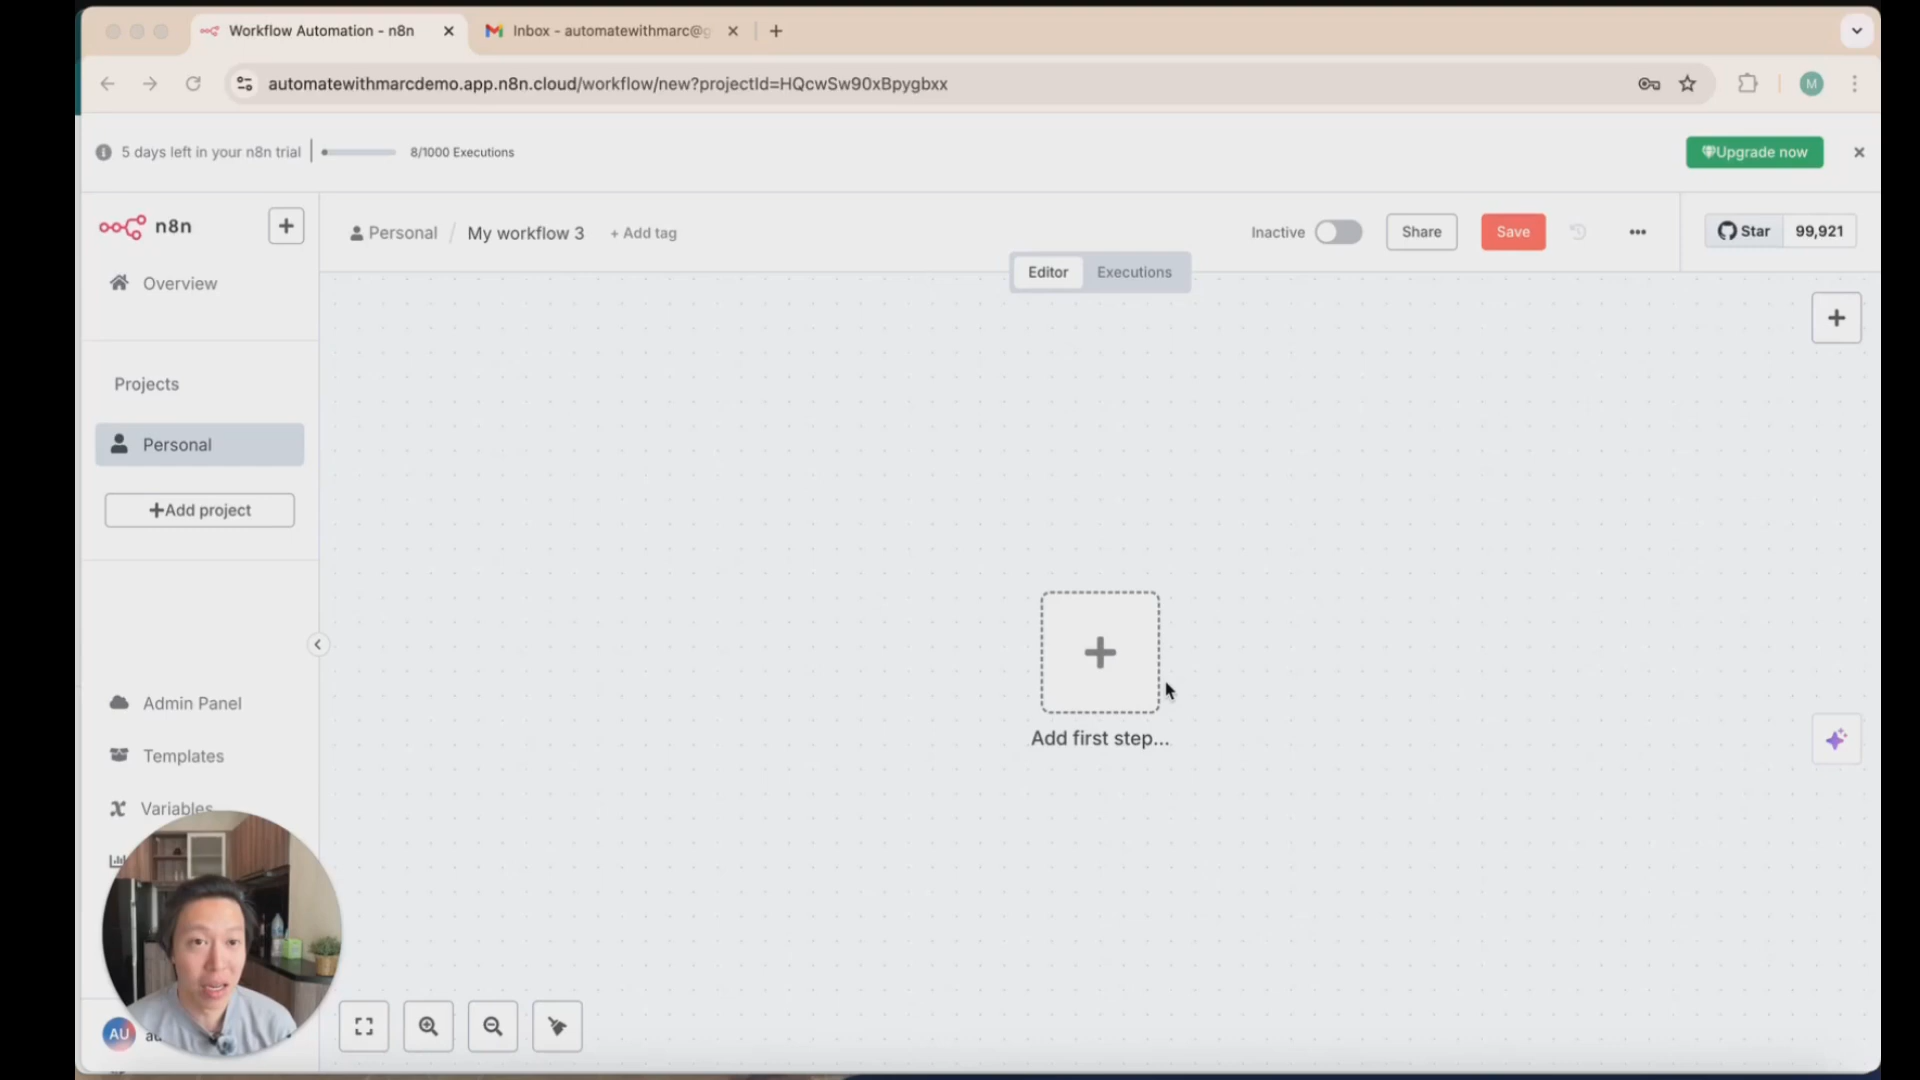 Workflow Automation - n8n
Inbox - automatewithmarc@g
automatewithmarcdemo.app.n8n.cloud/workflow/new?projectId=HQcwSw90xBpygbxx
M
5 days left in your n8n trial
8/1000 Executions
Upgrade now
n8n
Personal / My workflow 3
+ Add tag
Inactive
Share
Save
Star
99,921
Editor
Executions
Overview
Projects
Personal
Add project
Add first step...
Admin Panel
Templates
Variables
AU